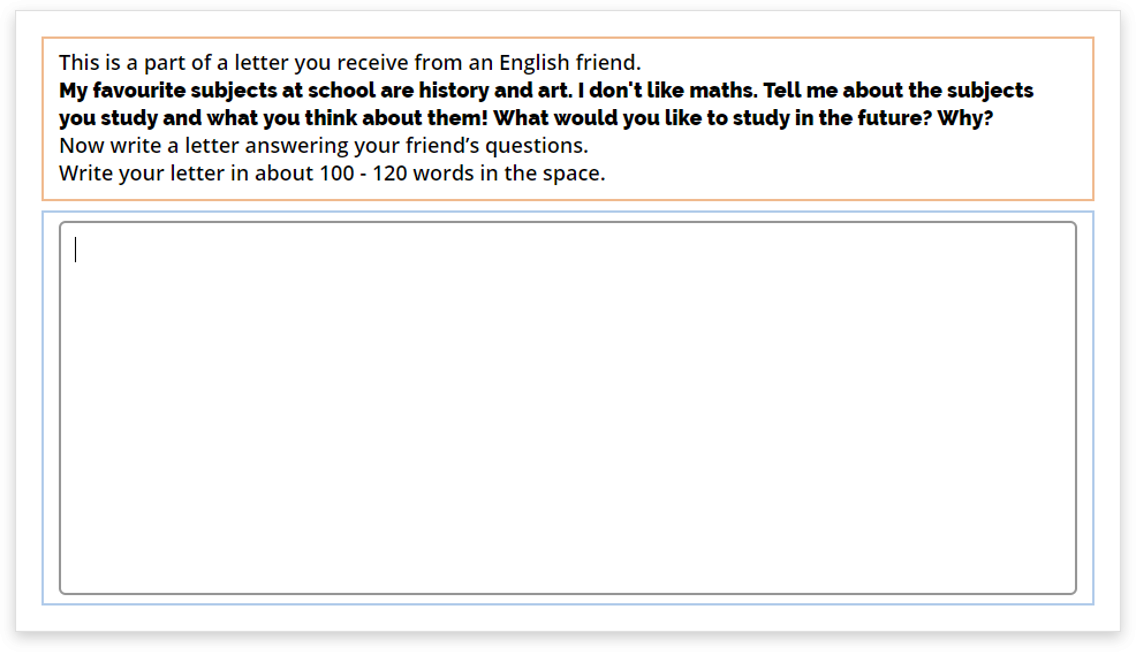 This is a part of a letter you receive from an English friend.
My favourite subjects at school are history and art. I don't like maths. Tell me about the subjects
you study and what you think about them! What would you like to study in the future? Why?
Now write a letter answering your friend’s questions.
Write your letter in about 100 - 120 words in the space.